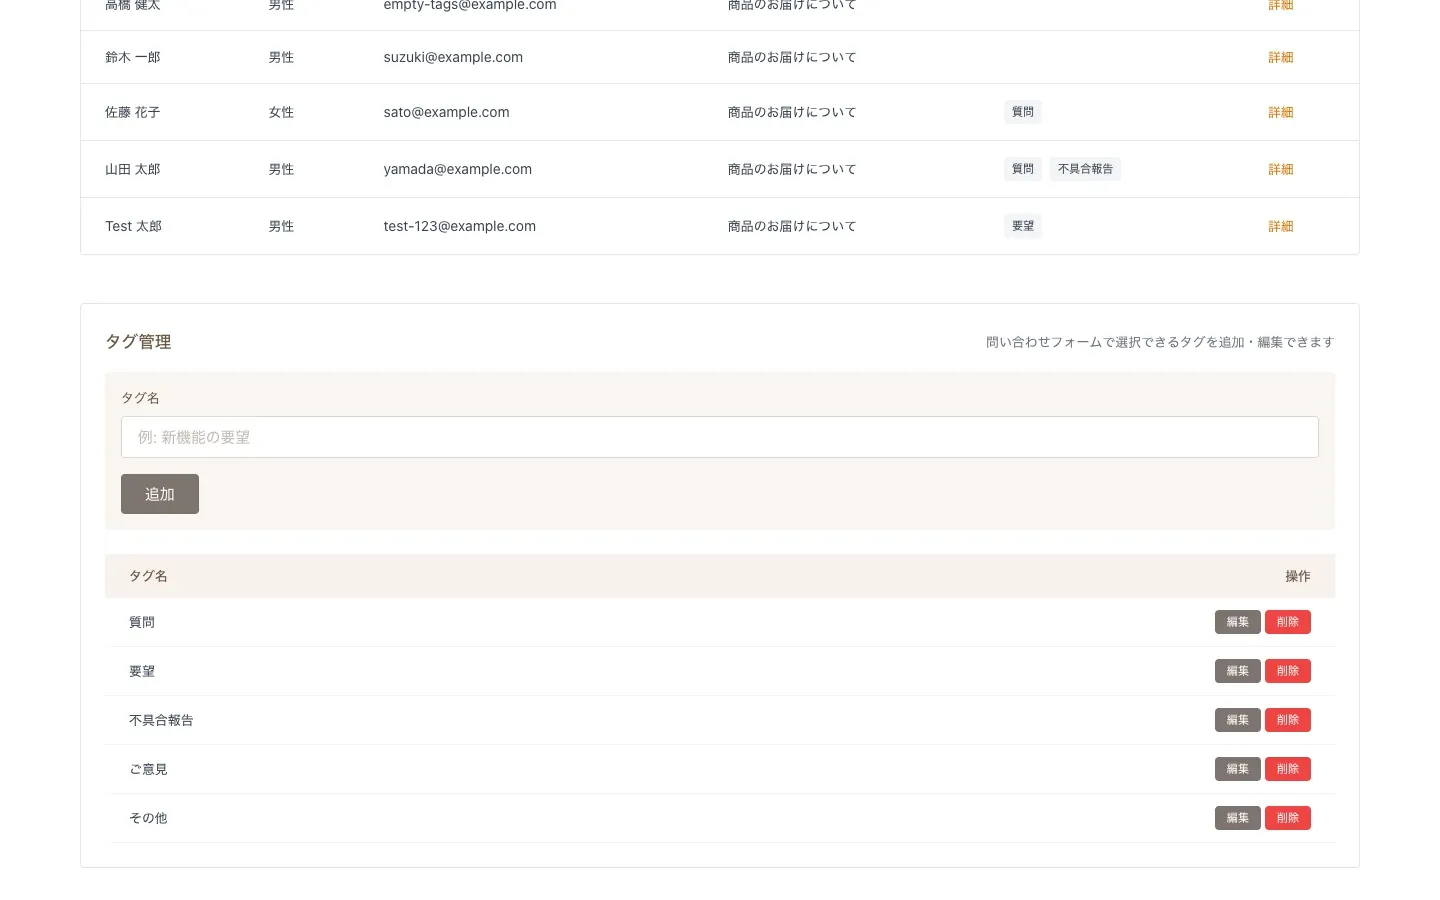 高橋 健太 男性 empty-tags@example.com 商品のお届けについて 詳細
鈴木 一郎 男性 suzuki@example.com 商品のお届けについて 詳細
佐藤 花子 女性 sato@example.com 商品のお届けについて 質問 詳細
山田 太郎 男性 yamada@example.com 商品のお届けについて 質問 不具合報告 詳細
Test 太郎 男性 test-123@example.com 商品のお届けについて 要望 詳細
タグ管理 問い合わせフォームで選択できるタグを追加・編集できます
タグ名
例: 新機能の要望
追加
タグ名 操作
質問 編集 削除
要望 編集 削除
不具合報告 編集 削除
ご意見 編集 削除
その他 編集 削除